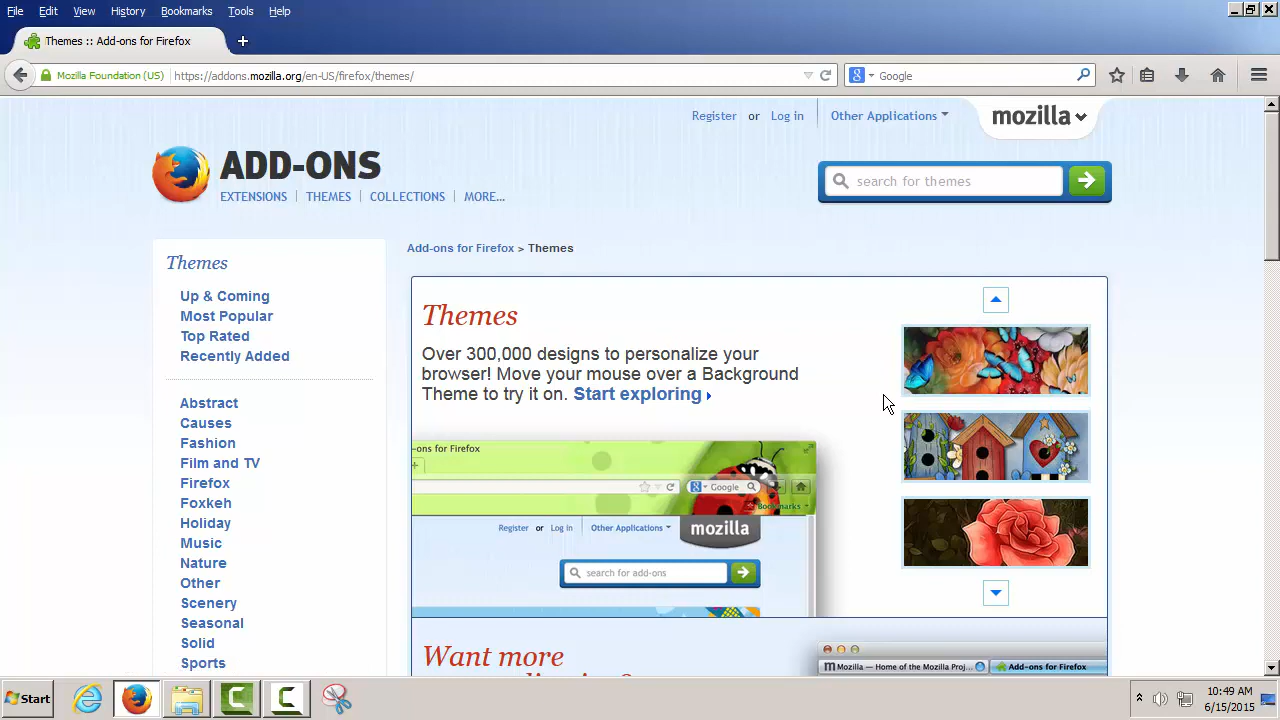 File Edit View History Bookmarks Tools Help
Themes :: Add-ons for Firefox
Mozilla Foundation (US) https://addons.mozilla.org/en-US/firefox/themes/ Google
Register or Log in Other Applications mozilla
ADD-ONS
EXTENSIONS THEMES COLLECTIONS MORE...
search for themes
Add-ons for Firefox > Themes
Themes
Up & Coming
Most Popular
Top Rated
Recently Added
Abstract
Causes
Fashion
Film and TV
Firefox
Foxkeh
Holiday
Music
Nature
Other
Scenery
Seasonal
Solid
Sports
Themes
Over 300,000 designs to personalize your
browser! Move your mouse over a Background
Theme to try it on. Start exploring
-ons for Firefox
Google
Bookmarks
Register or Log in Other Applications mozilla
search for add-ons
Want more
Mozilla — Home of the Mozilla Proj... Add-ons for Firefox
Start
10:49 AM
6/15/2015